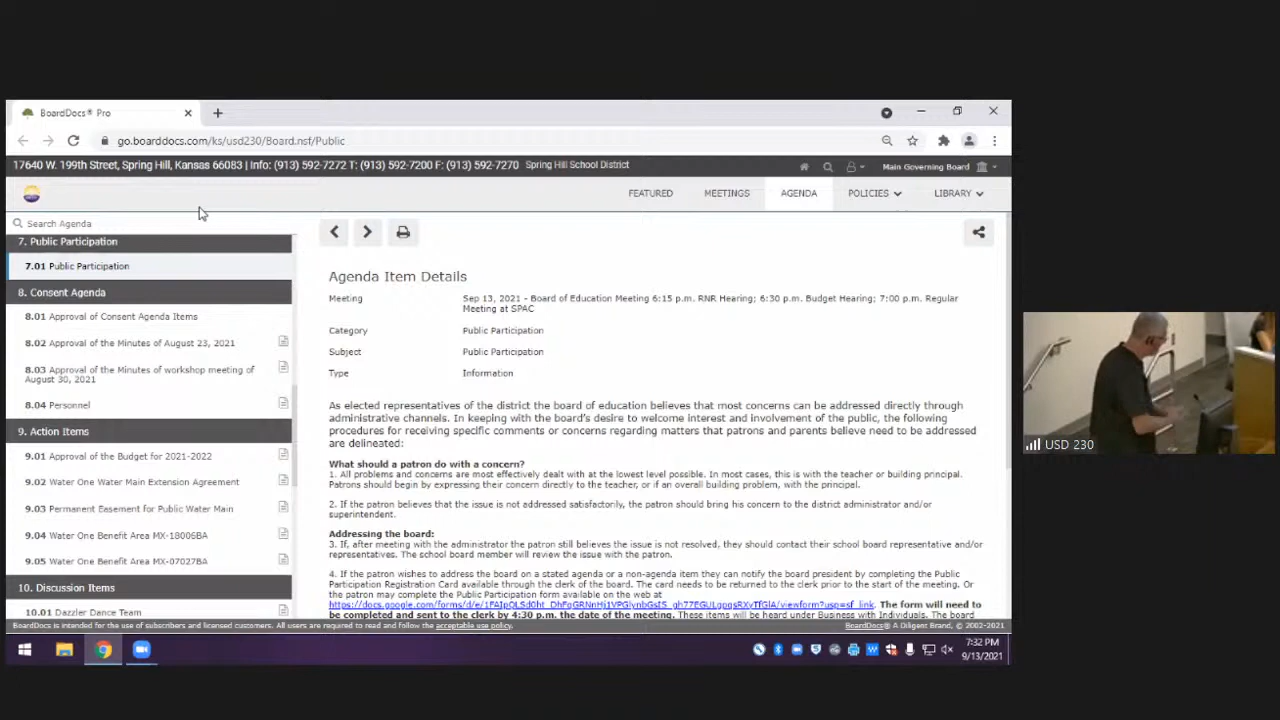 BoardDocs® Pro
go.boarddocs.com/ks/usd230/Board.nsf/Public
17640 W. 199th Street, Spring Hill, Kansas 66083 | Info: (913) 592-7272 T: (913) 592-7200 F: (913) 592-7270 Spring Hill School District
Main Governing Board
FEATURED MEETINGS AGENDA POLICIES LIBRARY
Search Agenda
7. Public Participation
7.01 Public Participation
8. Consent Agenda
8.01 Approval of Consent Agenda Items
8.02 Approval of the Minutes of August 23, 2021
8.03 Approval of the Minutes of workshop meeting of
August 30, 2021
8.04 Personnel
9. Action Items
9.01 Approval of the Budget for 2021-2022
9.02 Water One Water Main Extension Agreement
9.03 Permanent Easement for Public Water Main
9.04 Water One Benefit Area MX-18006BA
9.05 Water One Benefit Area MX-07027BA
10. Discussion Items
10.01 Dazzler Dance Team
Agenda Item Details
Meeting Sep 13, 2021 - Board of Education Meeting 6:15 p.m. RNR Hearing; 6:30 p.m. Budget Hearing; 7:00 p.m. Regular
Meeting at SPAC
Category Public Participation
Subject Public Participation
Type Information
As elected representatives of the district the board of education believes that most concerns can be addressed directly through
administrative channels. In keeping with the board's desire to welcome interest and involvement of the public, the following
procedures for receiving specific comments or concerns regarding matters that patrons and parents believe need to be addressed
are delineated:
What should a patron do with a concern?
1. All problems and concerns are most effectively dealt with at the lowest level possible. In most cases, this is with the teacher or building principal.
Patrons should begin by expressing their concern directly to the teacher, or if an overall building problem, with the principal.
2. If the patron believes that the issue is not addressed satisfactorily, the patron should bring his concern to the district administrator and/or
superintendent.
Addressing the board:
3. If, after meeting with the administrator the patron still believes the issue is not resolved, they should contact their school board representative and/or
representatives. The school board member will review the issue with the patron.
4. If the patron wishes to address the board on a stated agenda or a non-agenda item they can notify the board president by completing the Public
Participation Registration Card available through the clerk of the board. The card needs to be returned to the clerk prior to the start of the meeting. Or
the patron may complete the Public Participation form available on the web at
The form will need to
be completed and sent to the clerk by 4:30 p.m. the date of the meeting. These items will be heard under Business with Individuals. The board
BoardDocs is intended for the use of subscribers and licensed customers. All users are required to read and follow the acceptable use policy. BoardDocs® A Diligent Brand, © 2002-2021
7:32 PM
9/13/2021
USD 230